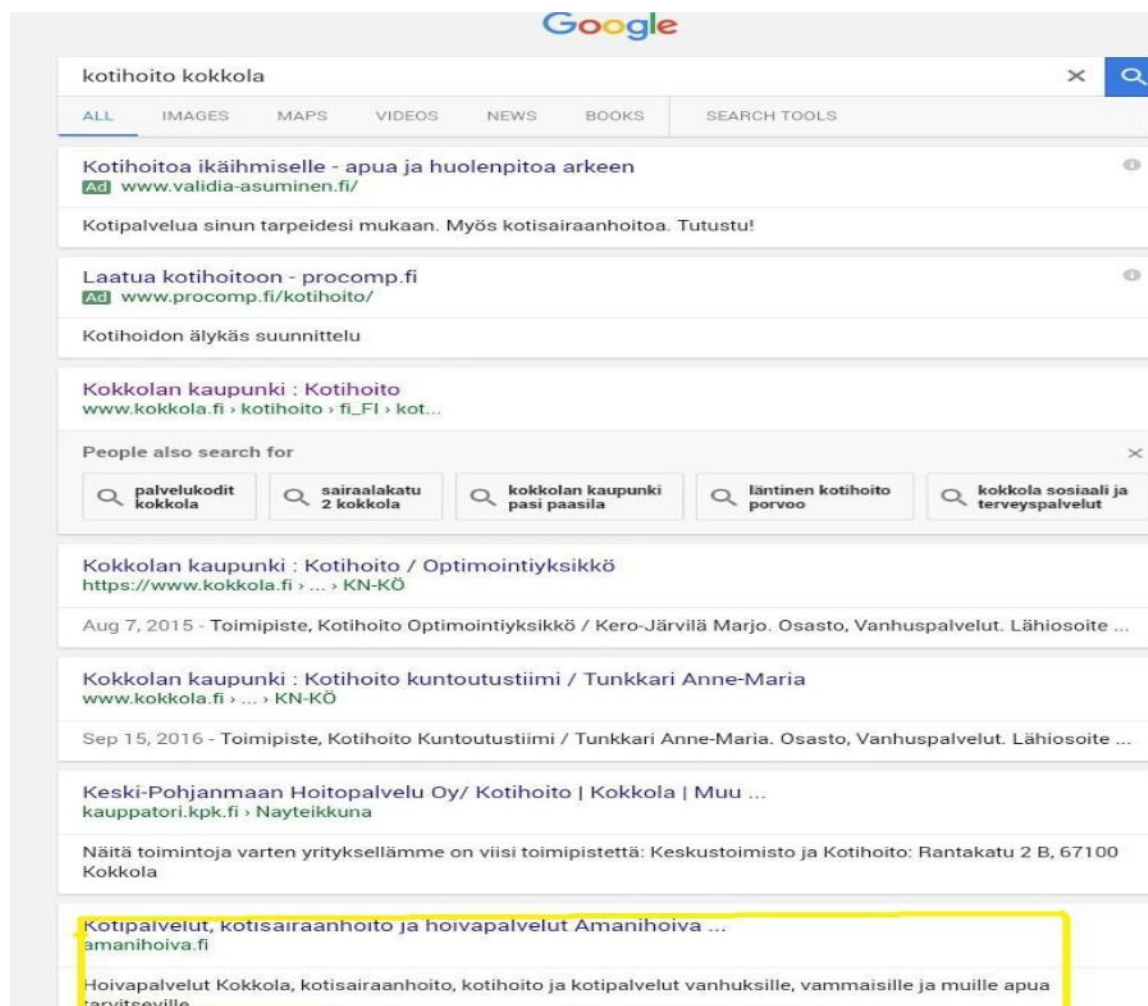 Google
kotihoito kokkola
ALL IMAGES MAPS VIDEOS NEWS BOOKS SEARCH TOOLS
Kotihoitoa ikäihmiselle - apua ja huolenpitoa arkeen
Ad www.validia-asuminen.fi/
Kotipalvelua sinun tarpeidesi mukaan. Myös kotisairaanhoitoa. Tutustu!
Laatua kotihoitoon - procomp.fi
Ad www.procomp.fi/kotihoito/
Kotihoidon älykäs suunnittelu
Kokkolan kaupunki : Kotihoito
www.kokkola.fi › kotihoito › fi_FI › kot...
People also search for
palvelukodit kokkola
sairaalakatu 2 kokkola
kokkolan kaupunki pasi paasila
läntinen kotihoito porvoo
kokkola sosiaali ja terveyspalvelut
Kokkolan kaupunki : Kotihoito / Optimointiyksikkö
https://www.kokkola.fi › ... › KN-KÖ
Aug 7, 2015 - Toimipiste, Kotihoito Optimointiyksikkö / Kero-Järvilä Marjo. Osasto, Vanhuspalvelut. Lähiosoite ...
Kokkolan kaupunki : Kotihoito kuntoutustiimi / Tunkkari Anne-Maria
www.kokkola.fi › ... › KN-KÖ
Sep 15, 2016 - Toimipiste, Kotihoito Kuntoutustiimi / Tunkkari Anne-Maria. Osasto, Vanhuspalvelut. Lähiosoite ...
Keski-Pohjanmaan Hoitopalvelu Oy/ Kotihoito | Kokkola | Muu ...
kauppatori.kpk.fi › Nayteikkuna
Näitä toimintoja varten yrityksellämme on viisi toimipistettä: Keskustoimisto ja Kotihoito: Rantakatu 2 B, 67100
Kokkola
Kotipalvelut, kotisairaanhoito ja hoivapalvelut Amanihoiva ...
amanihoiva.fi
Hoivapalvelut Kokkola, kotisairaanhoito, kotihoito ja kotipalvelut vanhuksille, vammaisille ja muille apua
tarvitseville